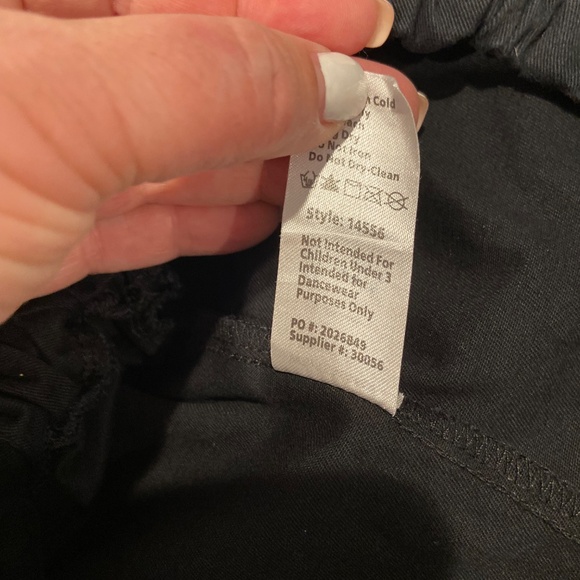 Cold
Dry
Not Iron
Do Not Dry-Clean
Style: 14556
Not Intended For
Children Under 3
Intended for
Dancewear
Purposes Only
PO #: 2026849
Supplier #: 30056